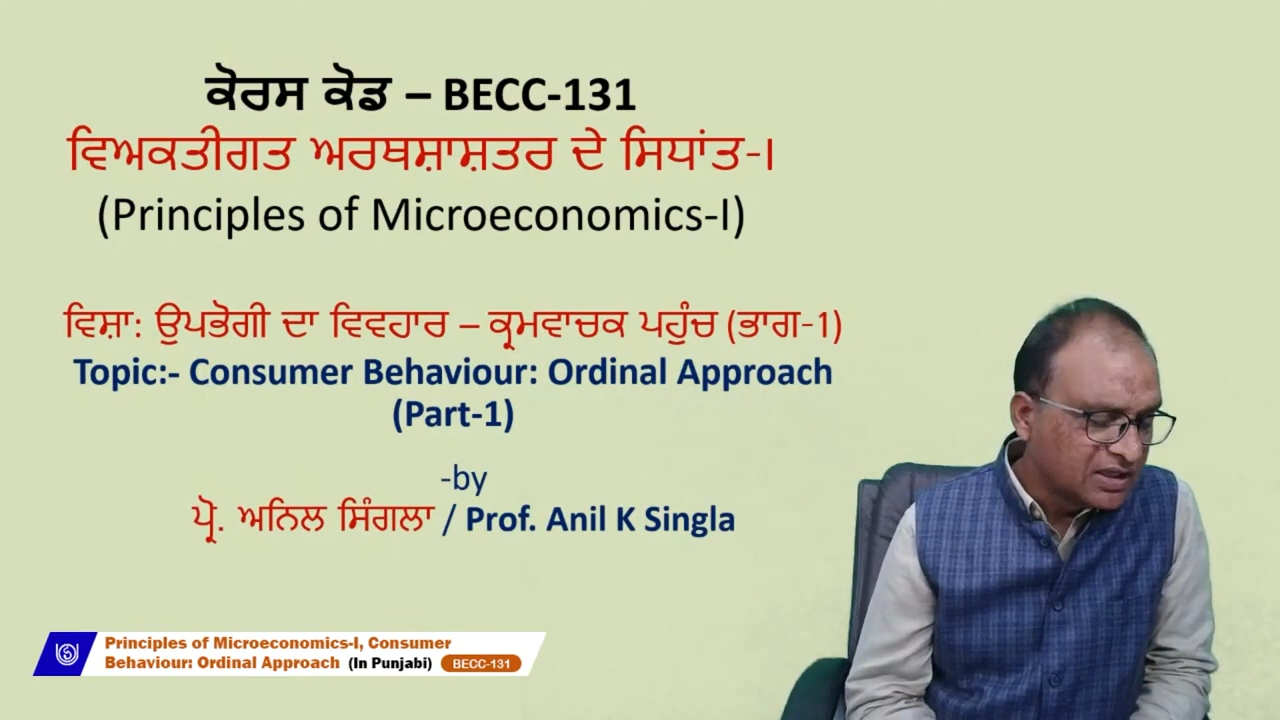 ਕੋਰਸ ਕੋਡ – BECC-131
ਵਿਅਕਤੀਗਤ ਅਰਥਸ਼ਾਸ਼ਤਰ ਦੇ ਸਿਧਾਂਤ-I
(Principles of Microeconomics-I)
ਵਿਸ਼ਾ: ਉਪਭੋਗੀ ਦਾ ਵਿਵਹਾਰ – ਕ੍ਰਮਵਾਚਕ ਪਹੁੰਚ (ਭਾਗ-1)
Topic:- Consumer Behaviour: Ordinal Approach
(Part-1)
-by
ਪ੍ਰੋ. ਅਨਿਲ ਸਿੰਗਲਾ / Prof. Anil K Singla
Principles of Microeconomics-I, Consumer
Behaviour: Ordinal Approach (In Punjabi) BECC-131